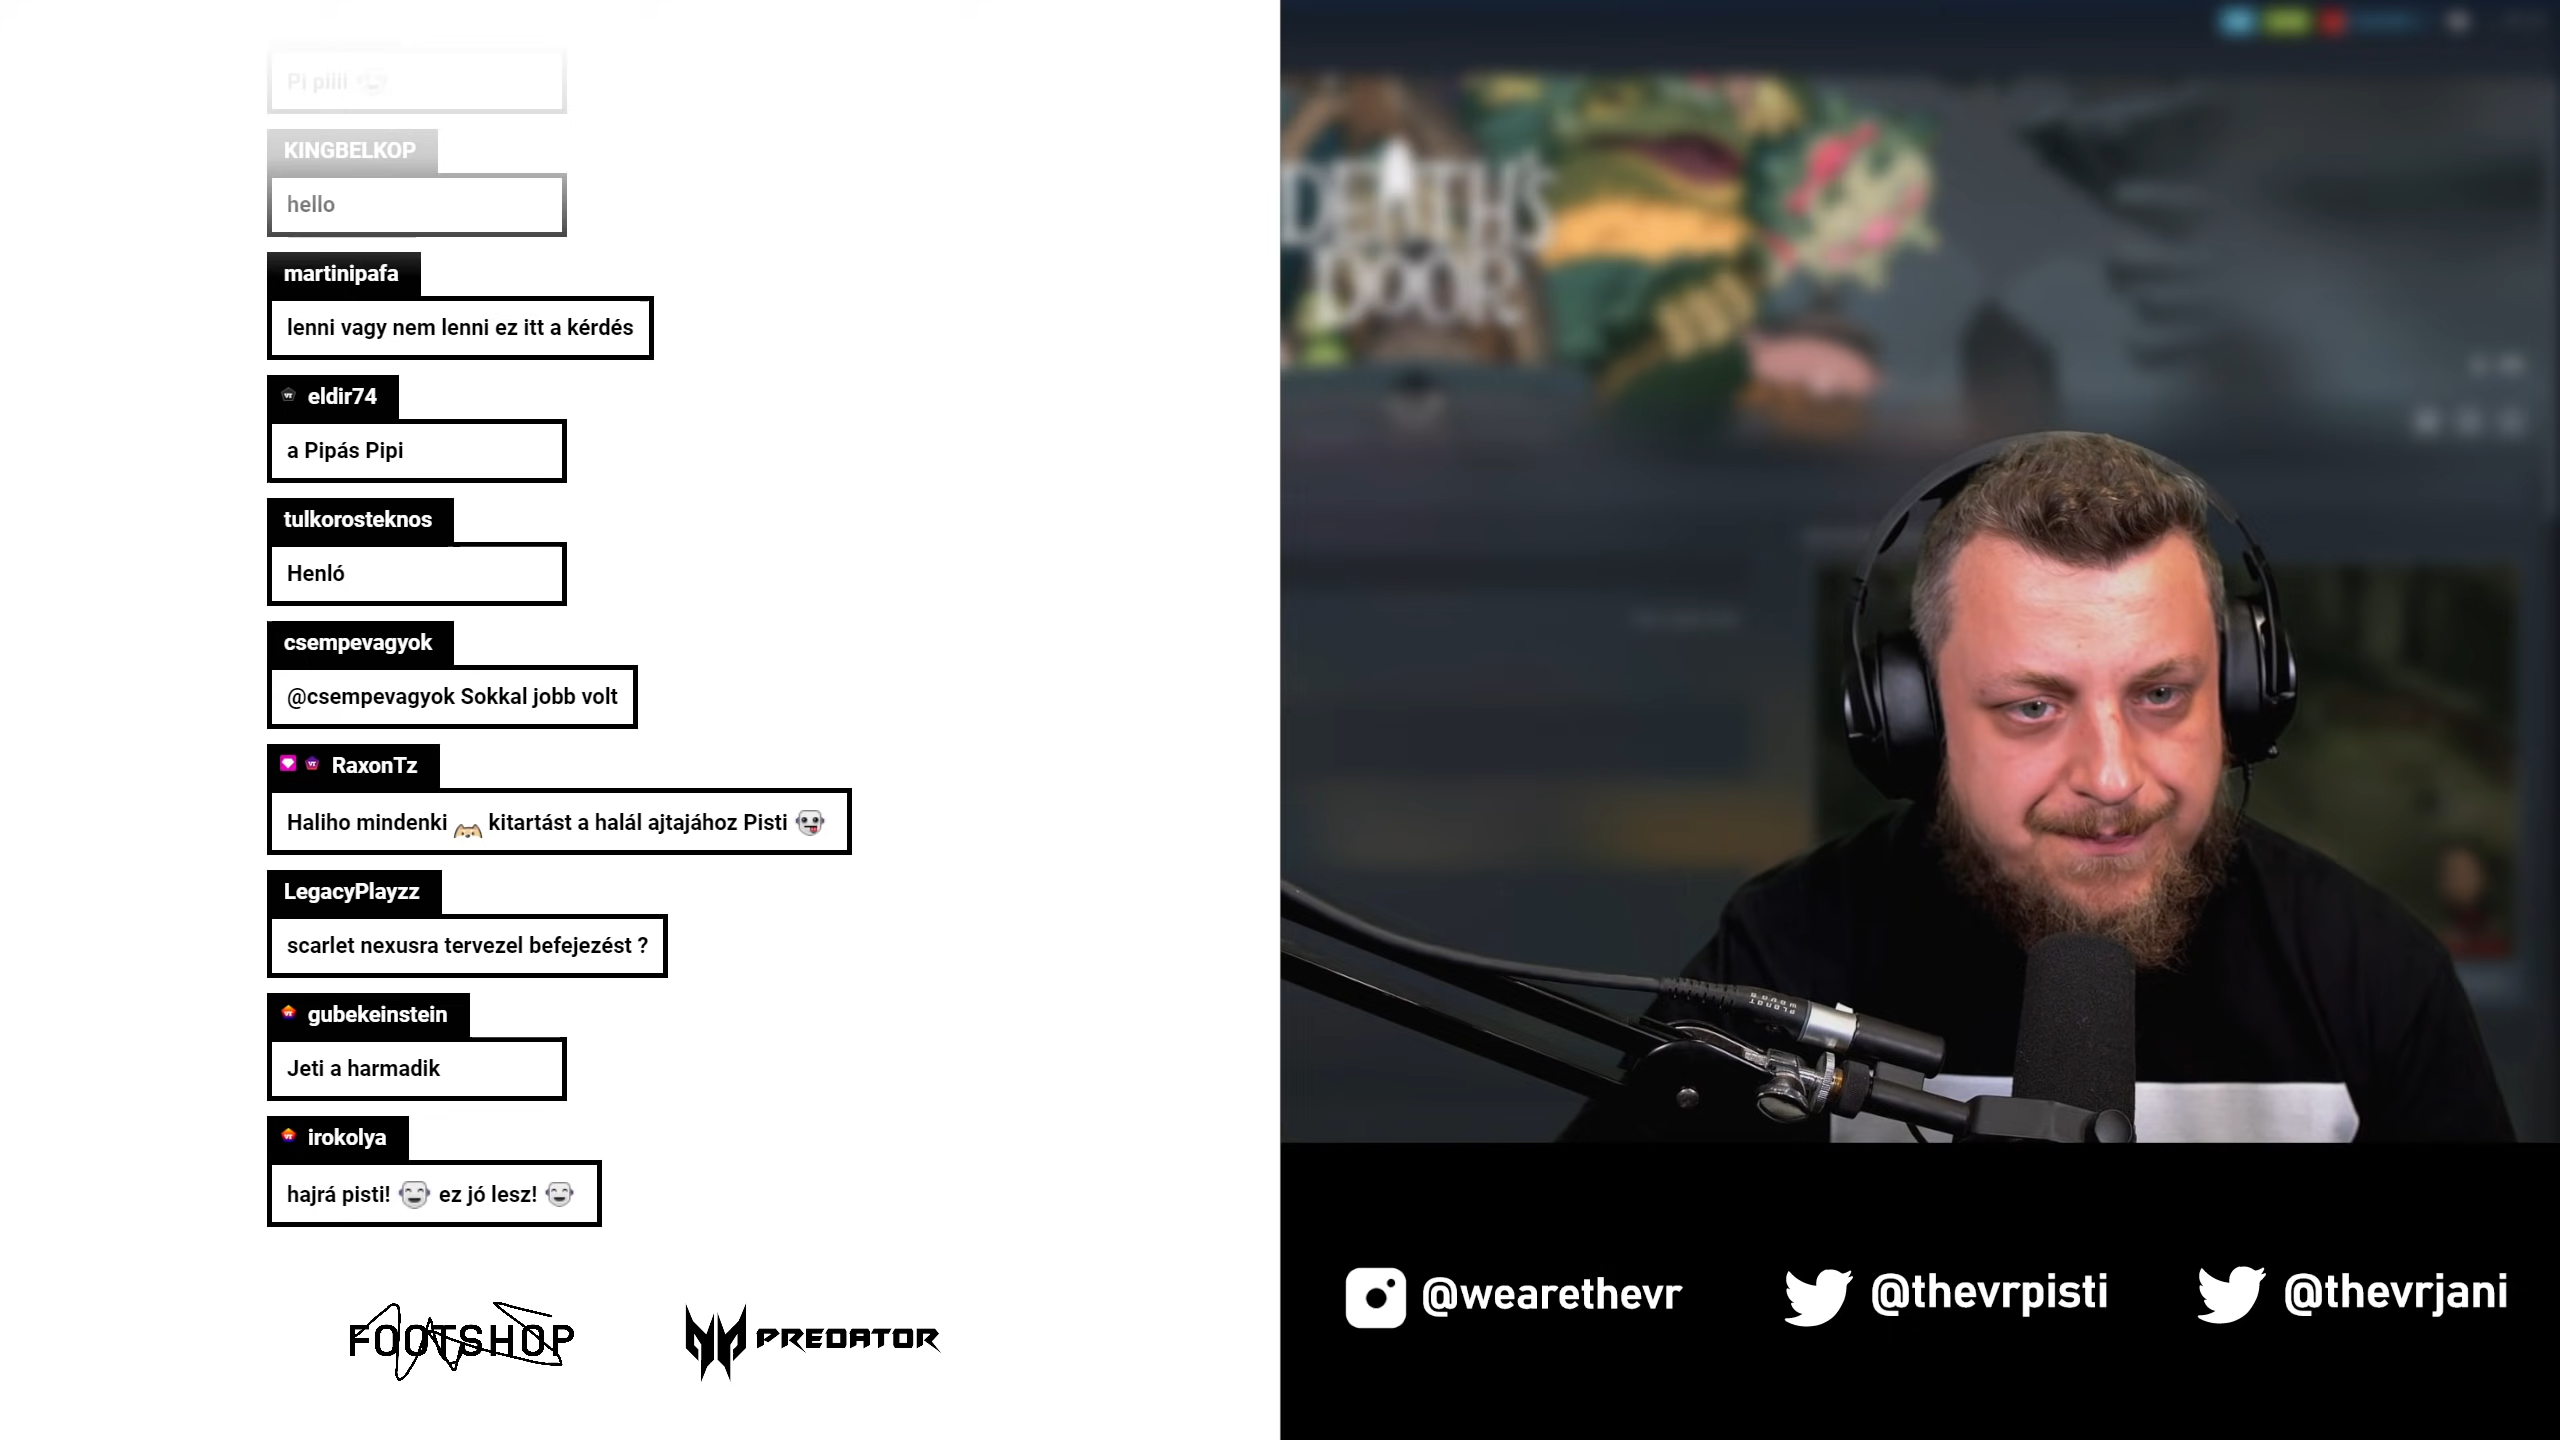 Pi piiii
KINGBELKOP
hello
martinipafa
lenni vagy nem lenni ez itt a kérdés
eldir74
a Pipás Pipi
tulkorosteknos
Henló
csempevagyok
@csempevagyok Sokkal jobb volt
RaxonTz
Haliho mindenki kitartást a halál ajtajához Pisti
LegacyPlayzz
scarlet nexusra tervezel befejezést ?
gubekeinstein
Jeti a harmadik
irokolya
hajrá pisti! ez jó lesz!
FOOTSHOP
PREDATOR
DEATH'S
DOOR
PLANET
WAVES
@wearethevr
@thevrpisti
@thevrjani